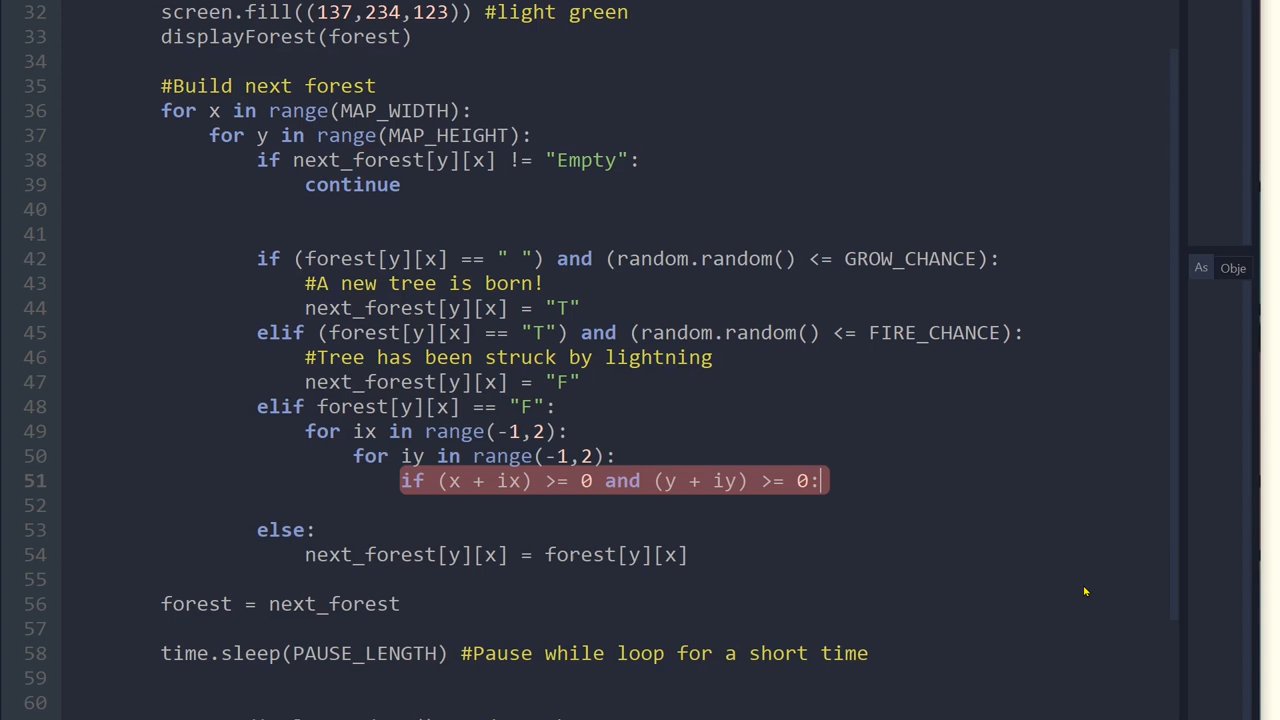 32 screen.fill((137,234,123)) #light green
33 displayForest(forest)
34
35 #Build next forest
36 for x in range(MAP_WIDTH):
37 for y in range(MAP_HEIGHT):
38 if next_forest[y][x] != "Empty":
39 continue
40
41
42 if (forest[y][x] == " ") and (random.random() <= GROW_CHANCE):
43 #A new tree is born!
44 next_forest[y][x] = "T"
45 elif (forest[y][x] == "T") and (random.random() <= FIRE_CHANCE):
46 #Tree has been struck by lightning
47 next_forest[y][x] = "F"
48 elif forest[y][x] == "F":
49 for ix in range(-1,2):
50 for iy in range(-1,2):
51 if (x + ix) >= 0 and (y + iy) >= 0:
52
53 else:
54 next_forest[y][x] = forest[y][x]
55
56 forest = next_forest
57
58 time.sleep(PAUSE_LENGTH) #Pause while loop for a short time
59
60
As Obje